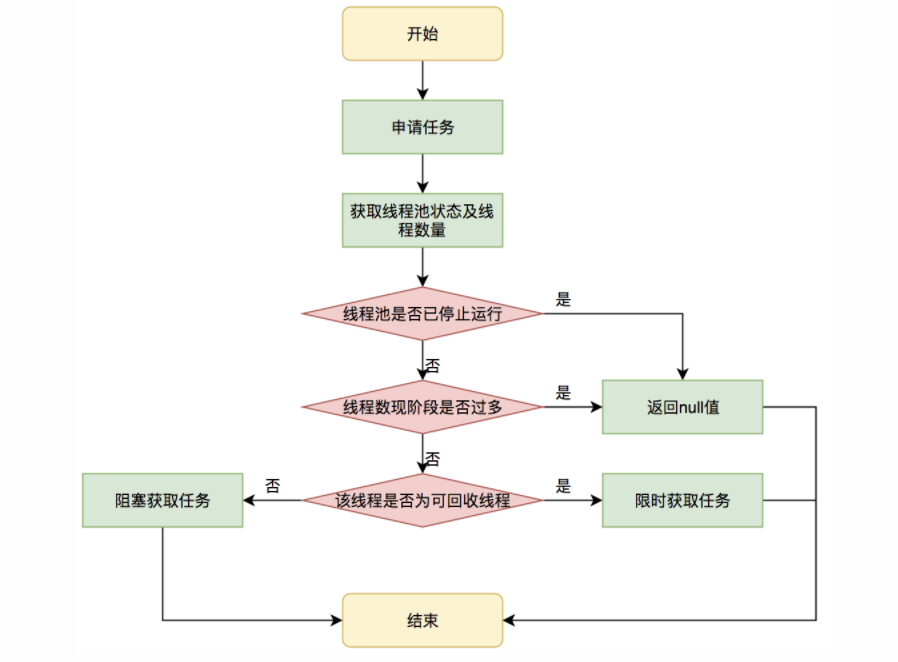 开始
申请任务
获取线程池状态及线
程数量
线程池是否已停止运行
是
否
线程数现阶段是否过多
是
返回null值
否
阻塞获取任务
否
该线程是否为可回收线程
是
限时获取任务
结束